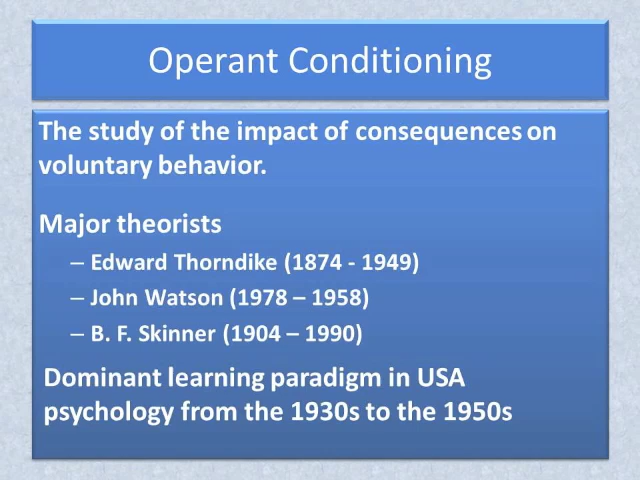 Operant Conditioning
The study of the impact of consequences on
voluntary behavior.
Major theorists
– Edward Thorndike (1874 - 1949)
– John Watson (1978 – 1958)
– B. F. Skinner (1904 – 1990)
Dominant learning paradigm in USA
psychology from the 1930s to the 1950s